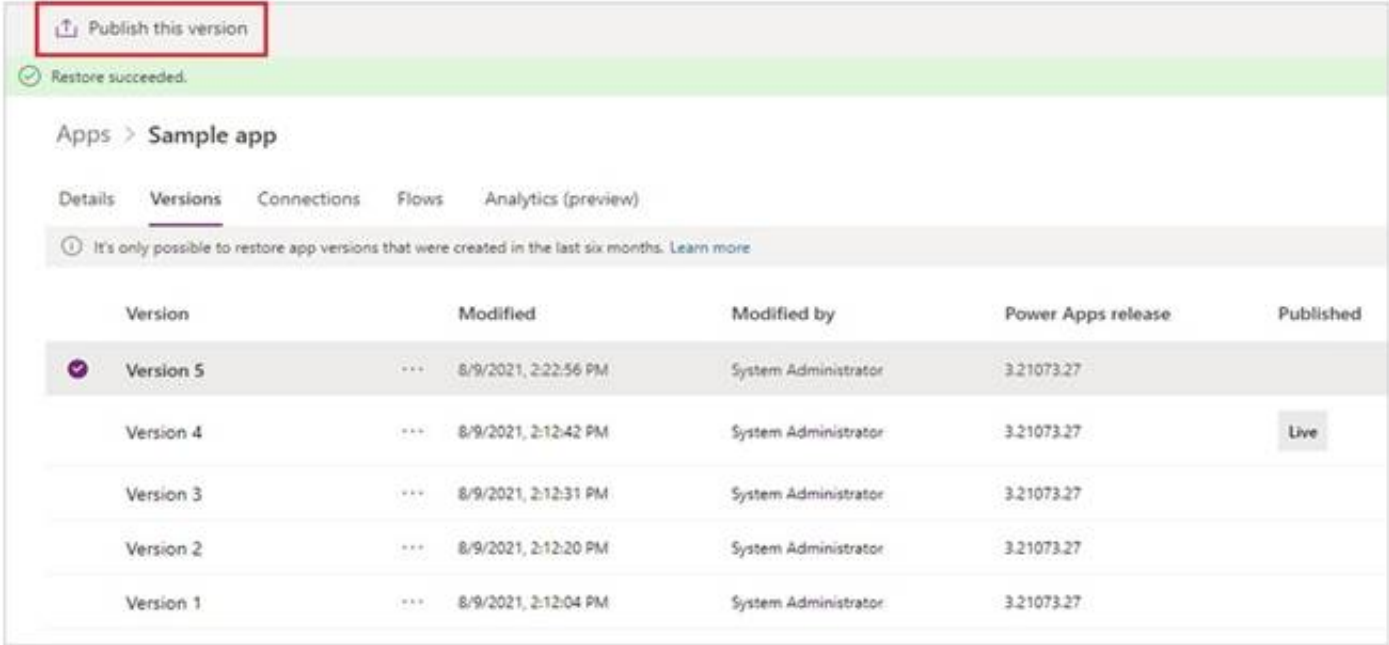 Publish this version
Restore succeeded.
Apps > Sample app
Details Versions Connections Flows Analytics (preview)
It's only possible to restore app versions that were created in the last six months. Learn more
Version Modified Modified by Power Apps release Published
Version 5 ... 8/9/2021, 2:22:56 PM System Administrator 3.21073.27
Version 4 ... 8/9/2021, 2:12:42 PM System Administrator 3.21073.27 Live
Version 3 ... 8/9/2021, 2:12:31 PM System Administrator 3.21073.27
Version 2 ... 8/9/2021, 2:12:20 PM System Administrator 3.21073.27
Version 1 ... 8/9/2021, 2:12:04 PM System Administrator 3.21073.27